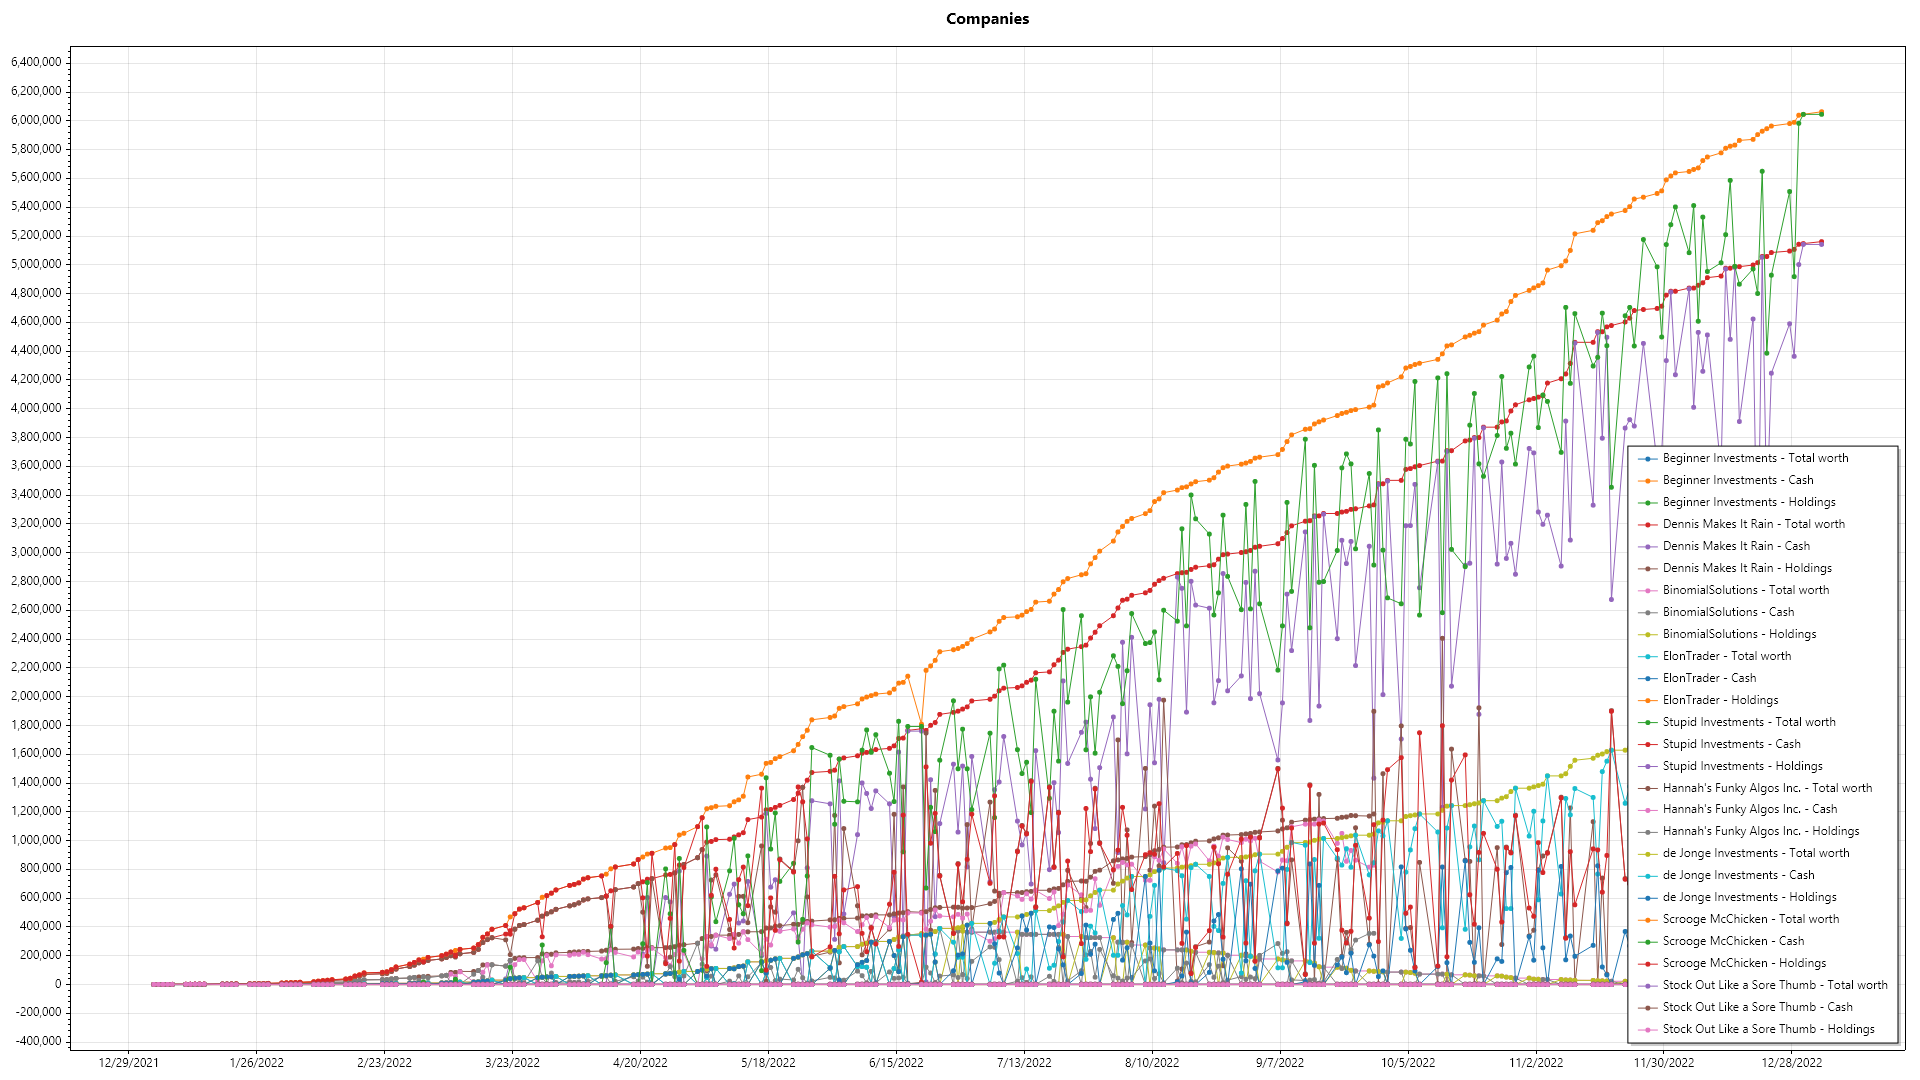 Companies
6,400,000
6,200,000
6,000,000
5,800,000
5,600,000
5,400,000
5,200,000
5,000,000
4,800,000
4,600,000
4,400,000
4,200,000
4,000,000
3,800,000
3,600,000
3,400,000
3,200,000
3,000,000
2,800,000
2,600,000
2,400,000
2,200,000
2,000,000
1,800,000
1,600,000
1,400,000
1,200,000
1,000,000
800,000
600,000
400,000
200,000
0
-200,000
-400,000
12/29/2021 1/26/2022 2/23/2022 3/23/2022 4/20/2022 5/18/2022 6/15/2022 7/13/2022 8/10/2022 9/7/2022 10/5/2022 11/2/2022 11/30/2022 12/28/2022
Beginner Investments - Total worth
Beginner Investments - Cash
Beginner Investments - Holdings
Dennis Makes It Rain - Total worth
Dennis Makes It Rain - Cash
Dennis Makes It Rain - Holdings
BinomialSolutions - Total worth
BinomialSolutions - Cash
BinomialSolutions - Holdings
ElonTrader - Total worth
ElonTrader - Cash
ElonTrader - Holdings
Stupid Investments - Total worth
Stupid Investments - Cash
Stupid Investments - Holdings
Hannah's Funky Algos Inc. - Total worth
Hannah's Funky Algos Inc. - Cash
Hannah's Funky Algos Inc. - Holdings
de Jonge Investments - Total worth
de Jonge Investments - Cash
de Jonge Investments - Holdings
Scrooge McChicken - Total worth
Scrooge McChicken - Cash
Scrooge McChicken - Holdings
Stock Out Like a Sore Thumb - Total worth
Stock Out Like a Sore Thumb - Cash
Stock Out Like a Sore Thumb - Holdings